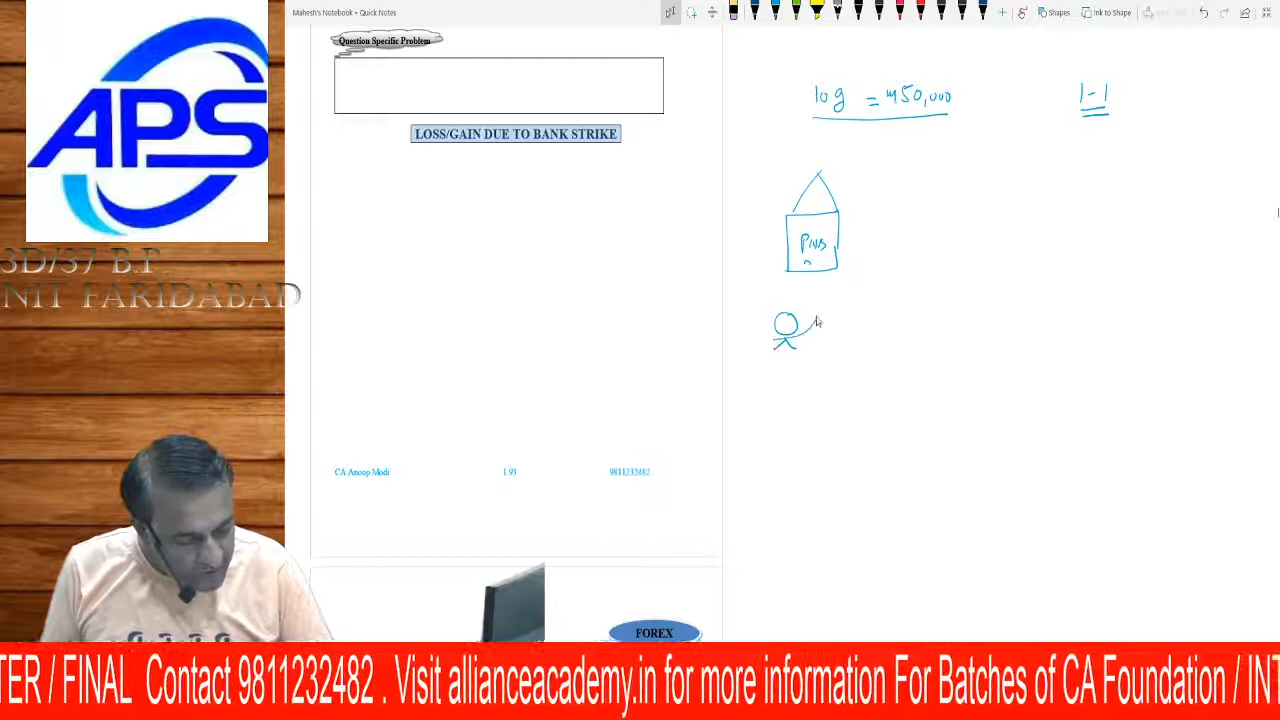 Mahesh's Notebook » Quick Notes
Shapes
Ink to Shape
APS
3D/37 B.P.
NIT FARIDABAD
Question Specific Problem
LOSS/GAIN DUE TO BANK STRIKE
CA Anoop Modi 1.93 9811232482
FOREX
10g = 450,000
1-1
TER / FINAL Contact 9811232482 . Visit allianceacademy.in for more information For Batches of CA Foundation / INT